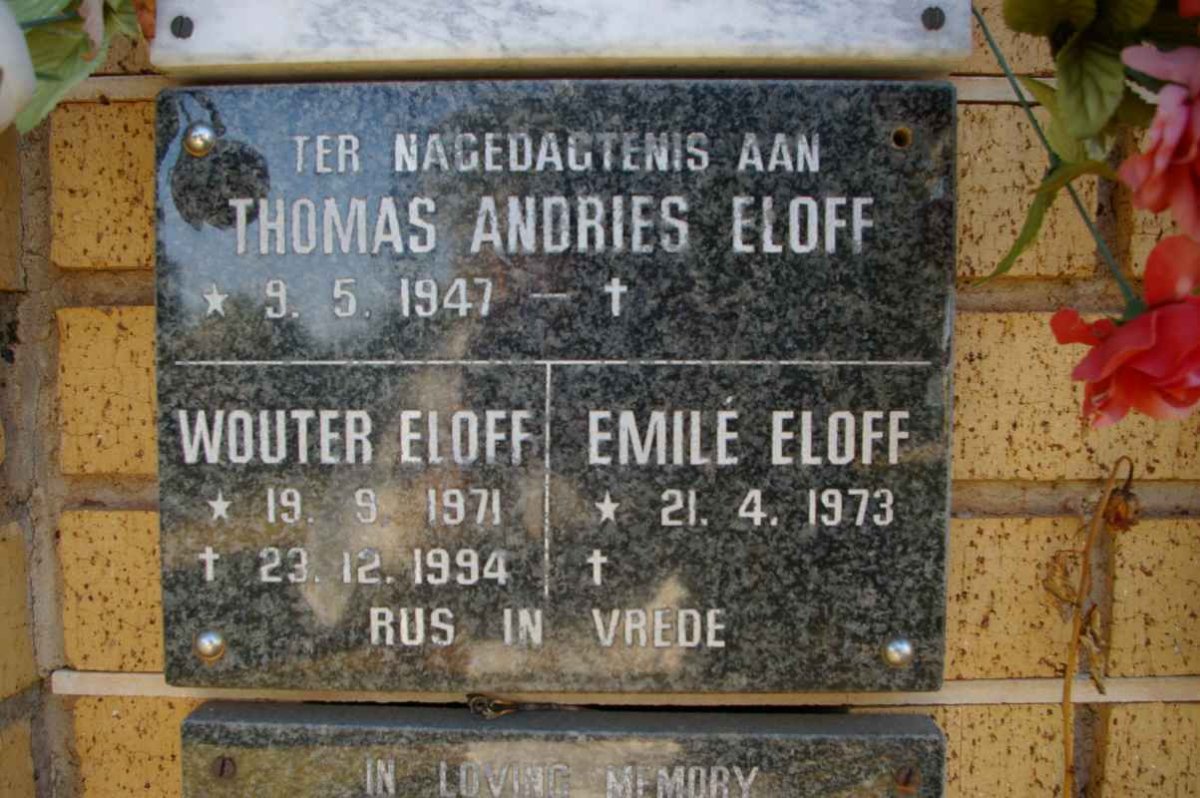 TER NAGEDAGTENIS AAN
THOMAS ANDRIES ELOFF
★ 9. 5. 1947 — †
WOUTER ELOFF
★ 19. 9. 1971
† 23. 12. 1994
EMILÉ ELOFF
★ 21. 4. 1973
†
RUS IN VREDE
IN LOVING MEMORY